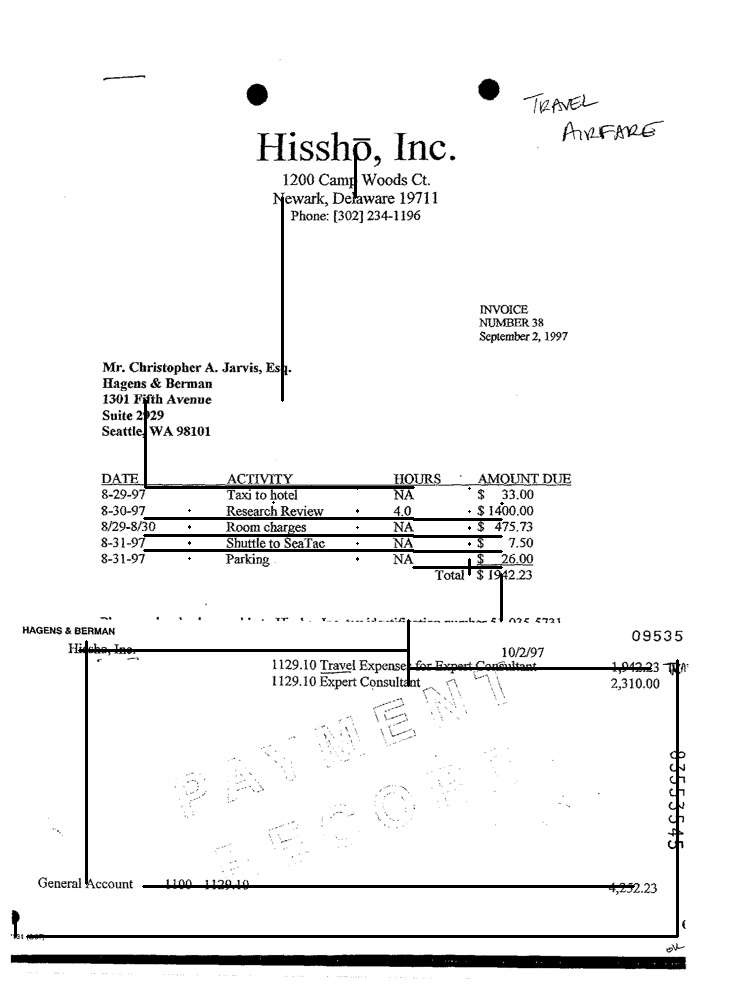 TRAVEL
AIRFARE
Hisshō, Inc.
1200 Camp Woods Ct.
Newark, Delaware 19711
Phone: [302] 234-1196
INVOICE
NUMBER 38
September 2, 1997
Mr. Christopher A. Jarvis, Esq.
Hagens & Berman
1301 Fifth Avenue
Suite 2929
Seattle, WA 98101
DATE ACTIVITY HOURS AMOUNT DUE
8-29-97 Taxi to hotel NA $ 33.00
8-30-97 Research Review 4.0 $ 1400.00
8/29-8/30 Room charges NA $ 475.73
8-31-97 Shuttle to SeaTac NA $ 7.50
8-31-97 Parking NA $ 26.00
Total $ 1942.23
HAGENS & BERMAN 09535
Hissho, Inc. 10/2/97
1129.10 Travel Expense for Expert Consultant 1,942.23
1129.10 Expert Consultant 2,310.00
PAYMENT
RECORD
03553545
General Account 1100 1129.10 4,252.23
OK